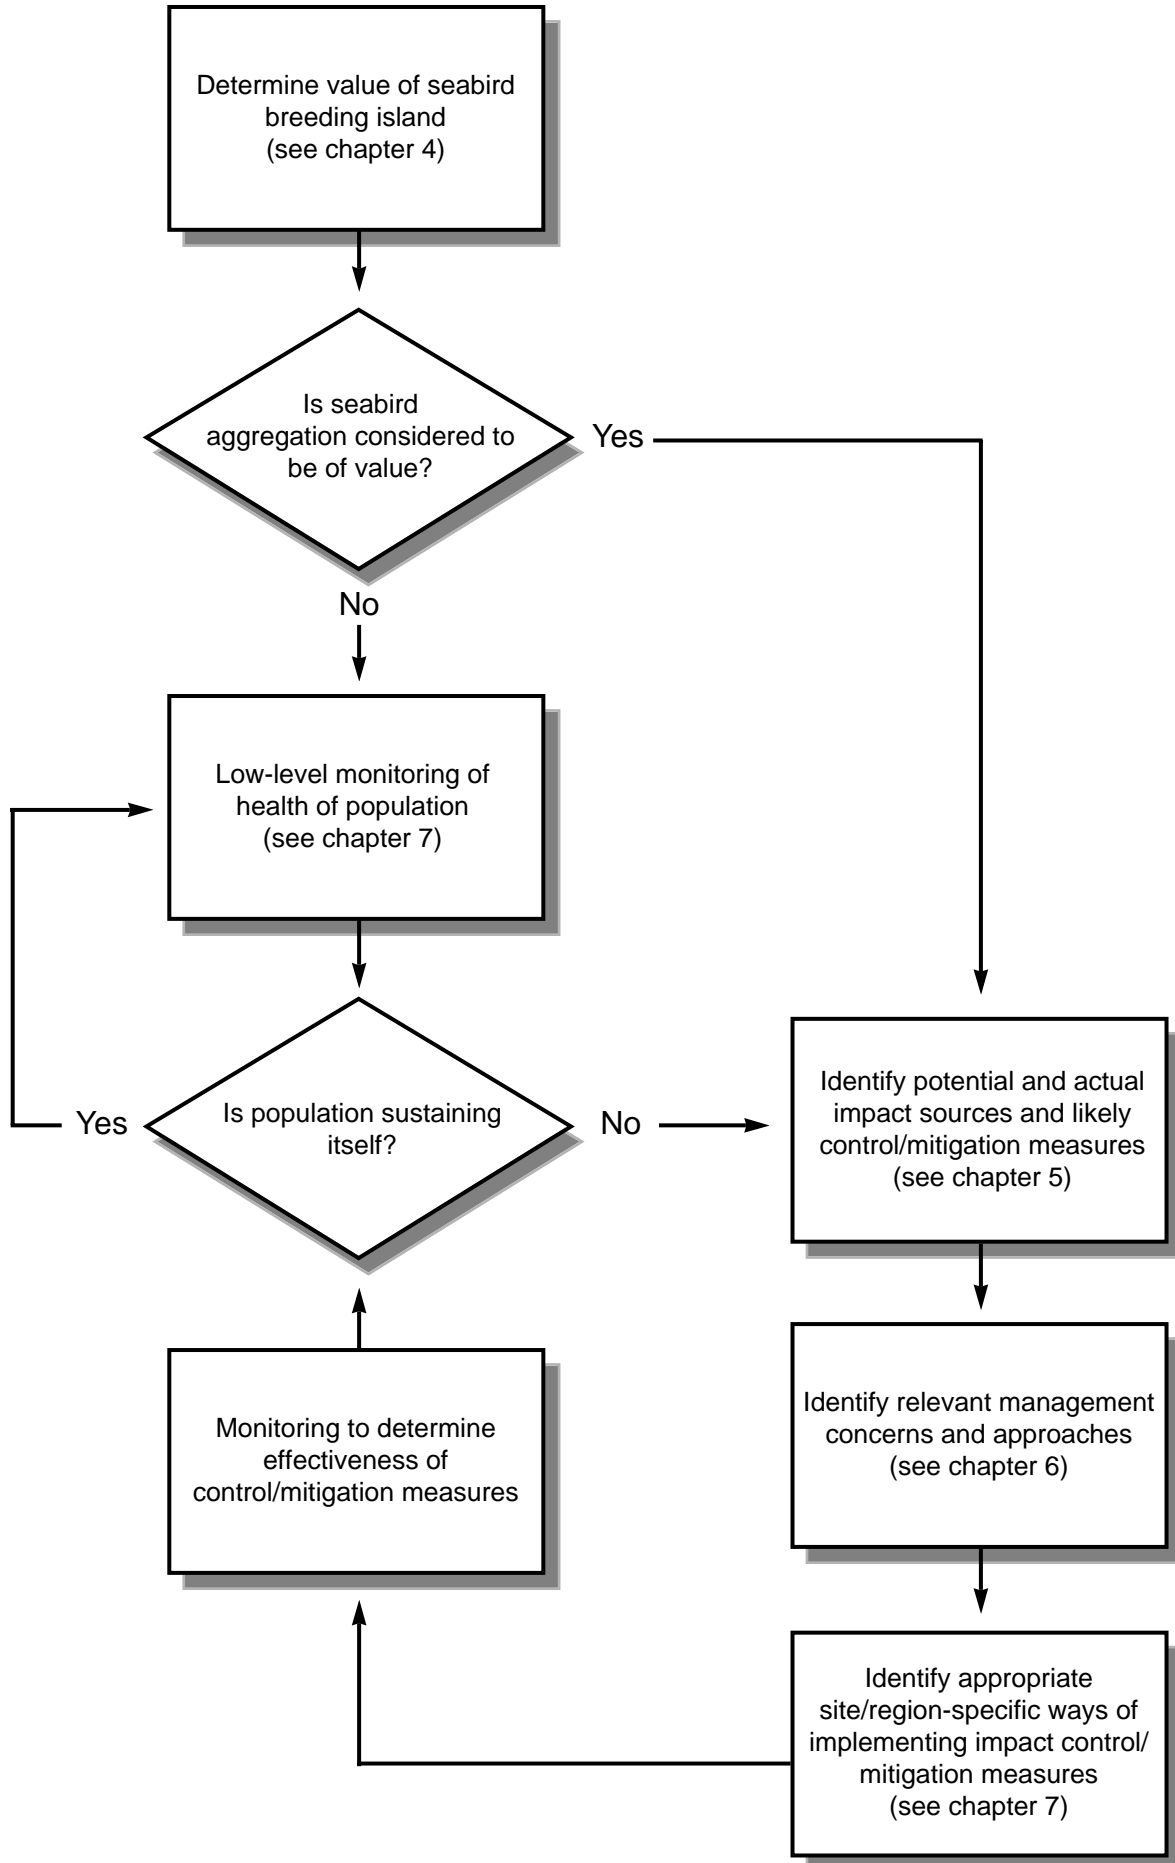 Determine value of seabird
breeding island
(see chapter 4)
Is seabird
aggregation considered to
be of value?
Yes
No
Low-level monitoring of
health of population
(see chapter 7)
Yes
Is population sustaining
itself?
No
Identify potential and actual
impact sources and likely
control/mitigation measures
(see chapter 5)
Identify relevant management
concerns and approaches
(see chapter 6)
Monitoring to determine
effectiveness of
control/mitigation measures
Identify appropriate
site/region-specific ways of
implementing impact control/
mitigation measures
(see chapter 7)